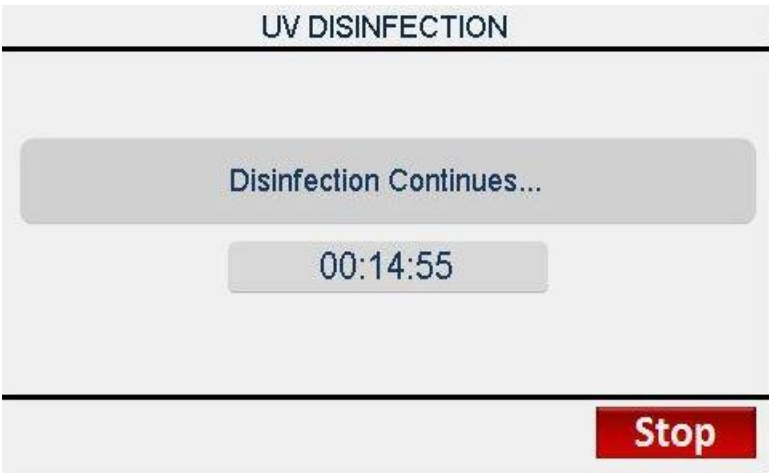 UV DISINFECTION
Disinfection Continues...
00:14:55
Stop